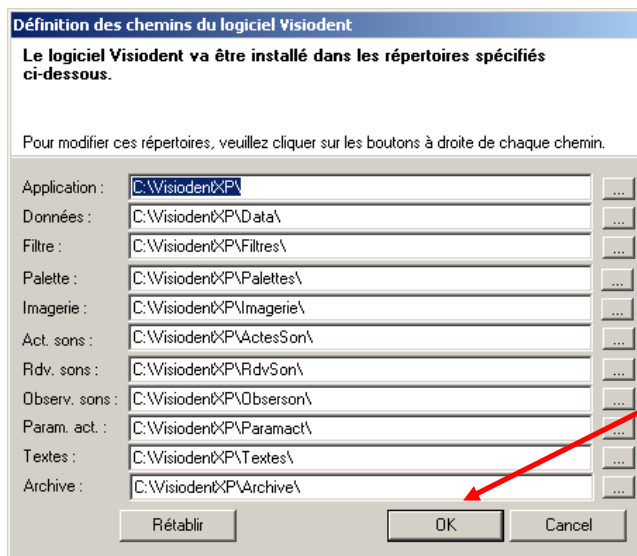 Définition des chemins du logiciel Visiodent
Le logiciel Visiodent va être installé dans les répertoires spécifiés
ci-dessous.
Pour modifier ces répertoires, veuillez cliquer sur les boutons à droite de chaque chemin.
Application : C:\VisiodentXP\ ...
Données : C:\VisiodentXP\Data\ ...
Filtre : C:\VisiodentXP\Filtres\ ...
Palette : C:\VisiodentXP\Palettes\ ...
Imagerie : C:\VisiodentXP\Imagerie\ ...
Act. sons : C:\VisiodentXP\ActesSon\ ...
Rdv. sons : C:\VisiodentXP\RdvSon\ ...
Observ. sons : C:\VisiodentXP\Obserson\ ...
Param. act. : C:\VisiodentXP\Paramact\ ...
Textes : C:\VisiodentXP\Textes\ ...
Archive : C:\VisiodentXP\Archive\ ...
Rétablir OK Cancel